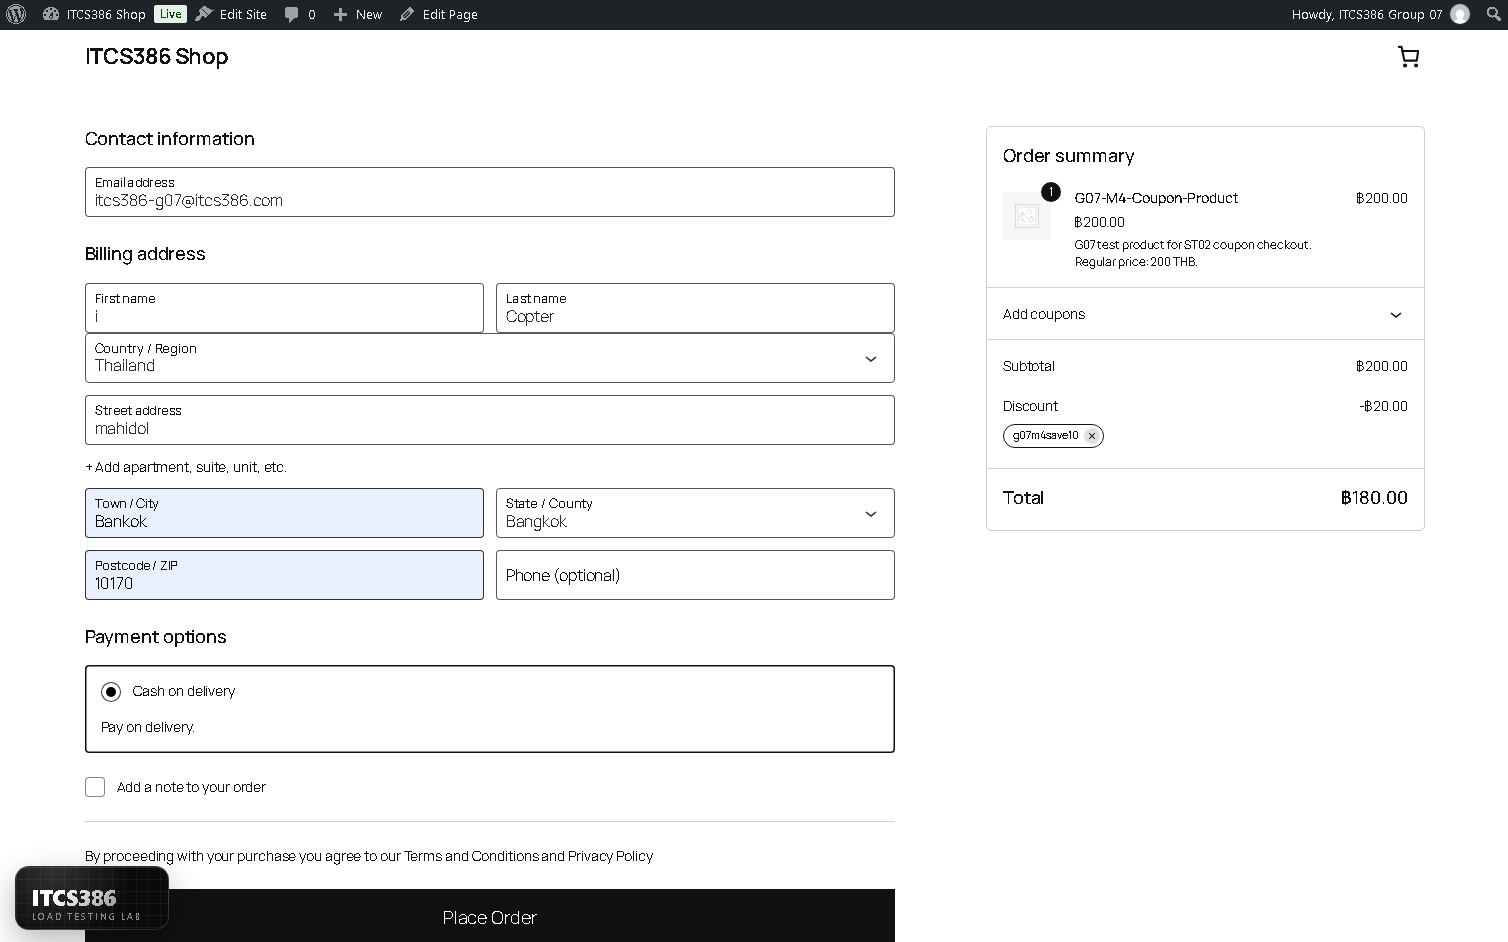 ITCS386 Shop Live Edit Site 0 New Edit Page Howdy, ITCS386 Group 07
ITCS386 Shop
Contact information
Email address
itcs386-g07@itcs386.com
Billing address
First name
i
Last name
Copter
Country / Region
Thailand
Street address
mahidol
+ Add apartment, suite, unit, etc.
Town / City
Bankok
State / County
Bangkok
Postcode / ZIP
10170
Phone (optional)
Payment options
Cash on delivery
Pay on delivery.
Add a note to your order
By proceeding with your purchase you agree to our Terms and Conditions and Privacy Policy
Place Order
ITCS386
LOAD TESTING LAB
Order summary
1
G07-M4-Coupon-Product ฿200.00
฿200.00
G07 test product for ST02 coupon checkout.
Regular price: 200 THB.
Add coupons
Subtotal ฿200.00
Discount -฿20.00
g07m4save10
Total ฿180.00